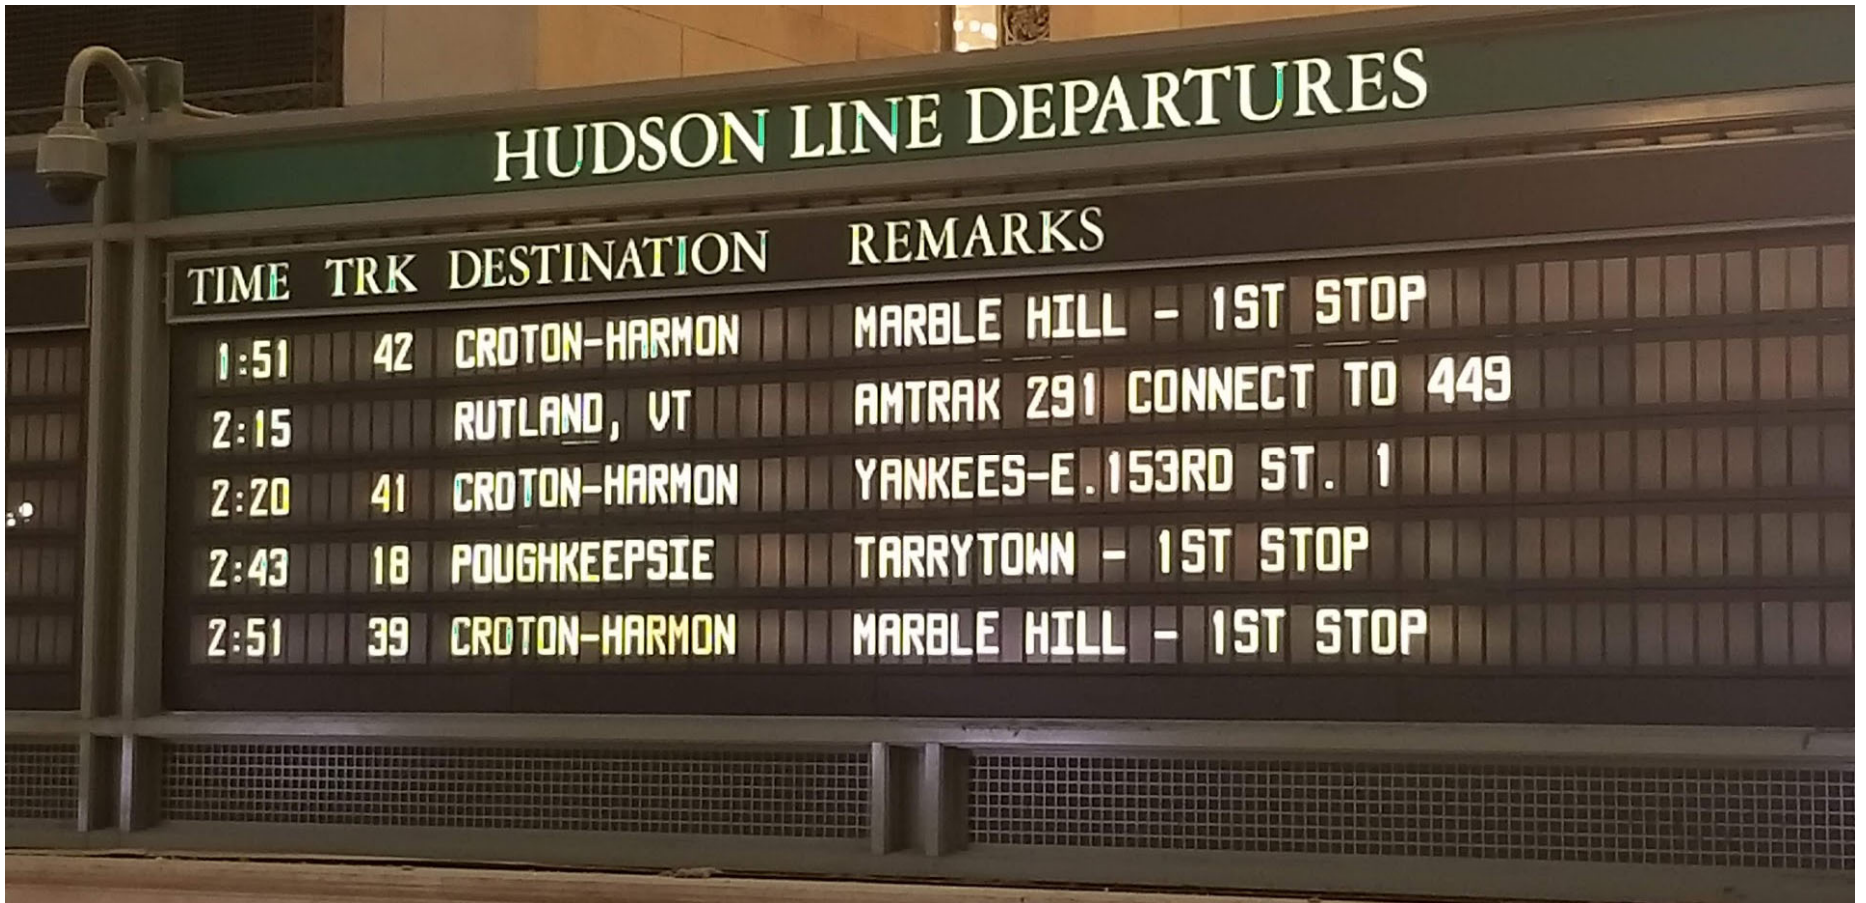 HUDSON LINE DEPARTURES
TIME TRK DESTINATION REMARKS
1:51 42 CROTON-HARMON MARBLE HILL - 1ST STOP
2:15 RUTLAND, VT AMTRAK 291 CONNECT TO 449
2:20 41 CROTON-HARMON YANKEES-E.153RD ST. 1
2:43 18 POUGHKEEPSIE TARRYTOWN - 1ST STOP
2:51 39 CROTON-HARMON MARBLE HILL - 1ST STOP